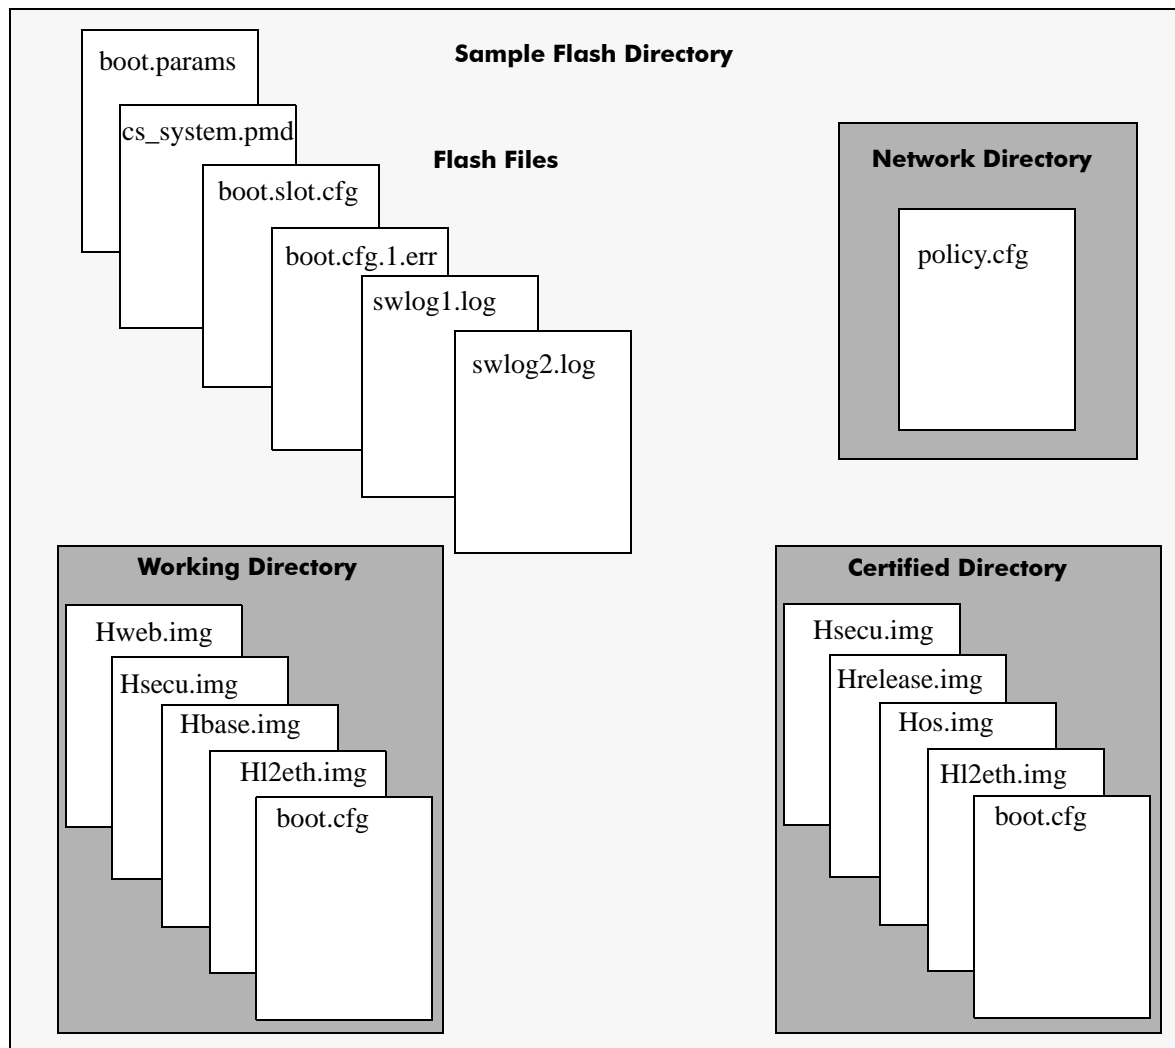 Sample Flash Directory
boot.params
cs_system.pmd
Flash Files
boot.slot.cfg
boot.cfg.1.err
swlog1.log
swlog2.log
Network Directory
policy.cfg
Working Directory
Hweb.img
Hsecu.img
Hbase.img
Hl2eth.img
boot.cfg
Certified Directory
Hsecu.img
Hrelease.img
Hos.img
Hl2eth.img
boot.cfg